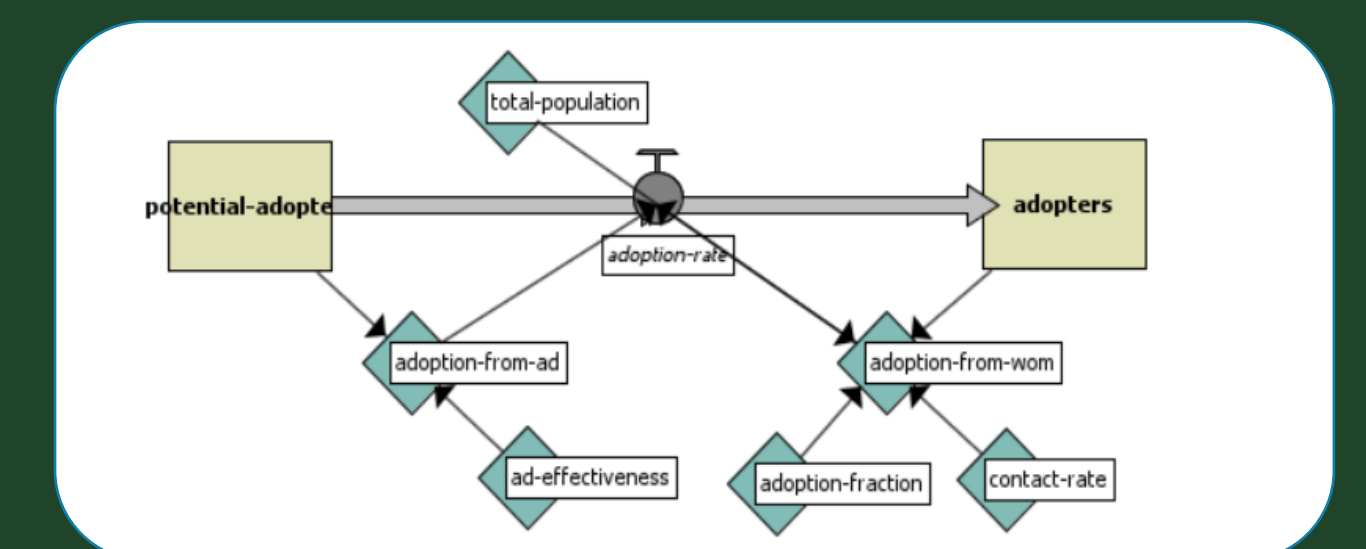 total-population
potential-adopte
adopters
adoption-rate
adoption-from-ad
adoption-from-wom
ad-effectiveness
adoption-fraction
contact-rate